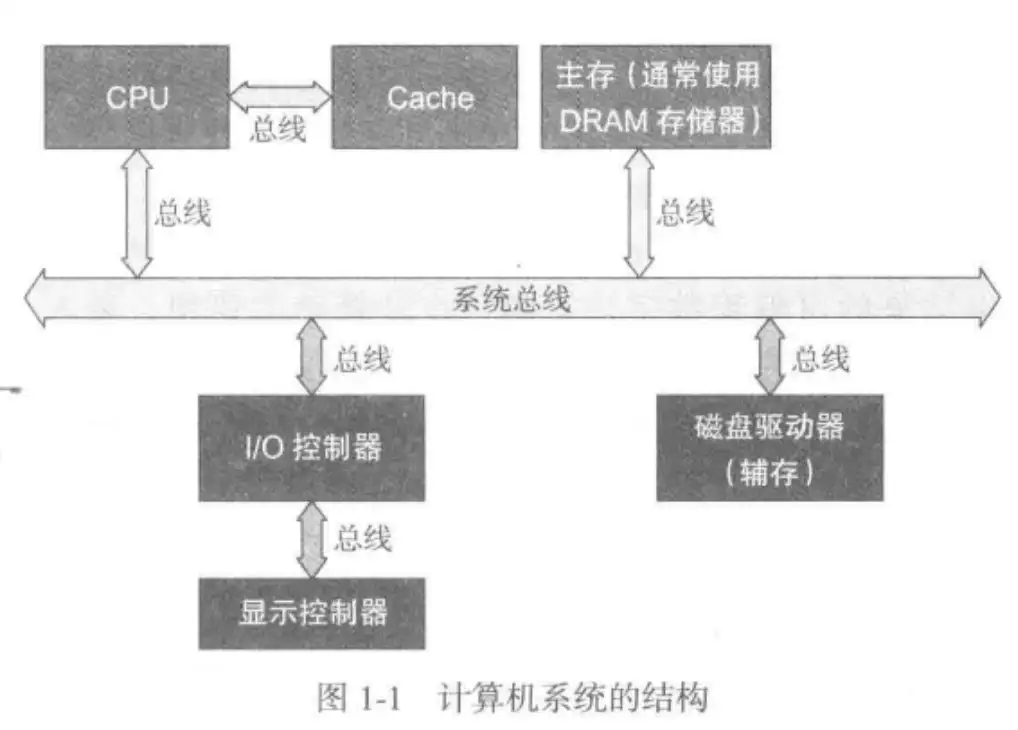 CPU
总线
Cache
主存（通常使用
DRAM 存储器）
总线
总线
系统总线
总线
总线
I/O 控制器
磁盘驱动器
（辅存）
总线
显示控制器
图 1-1 计算机系统的结构